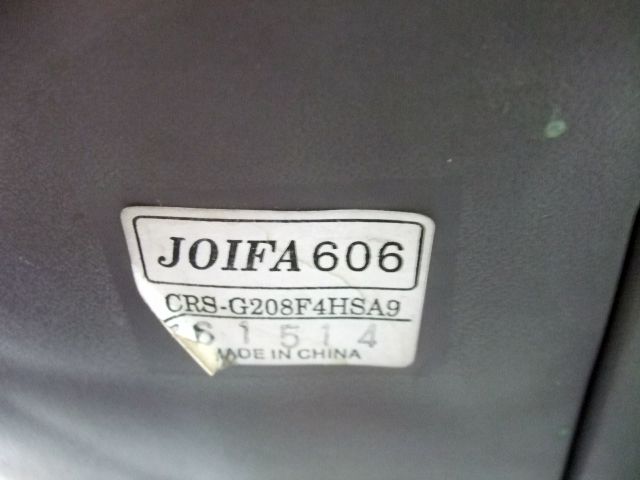 JOIFA 606
CRS-G208F4HSA9
61514
MADE IN CHINA